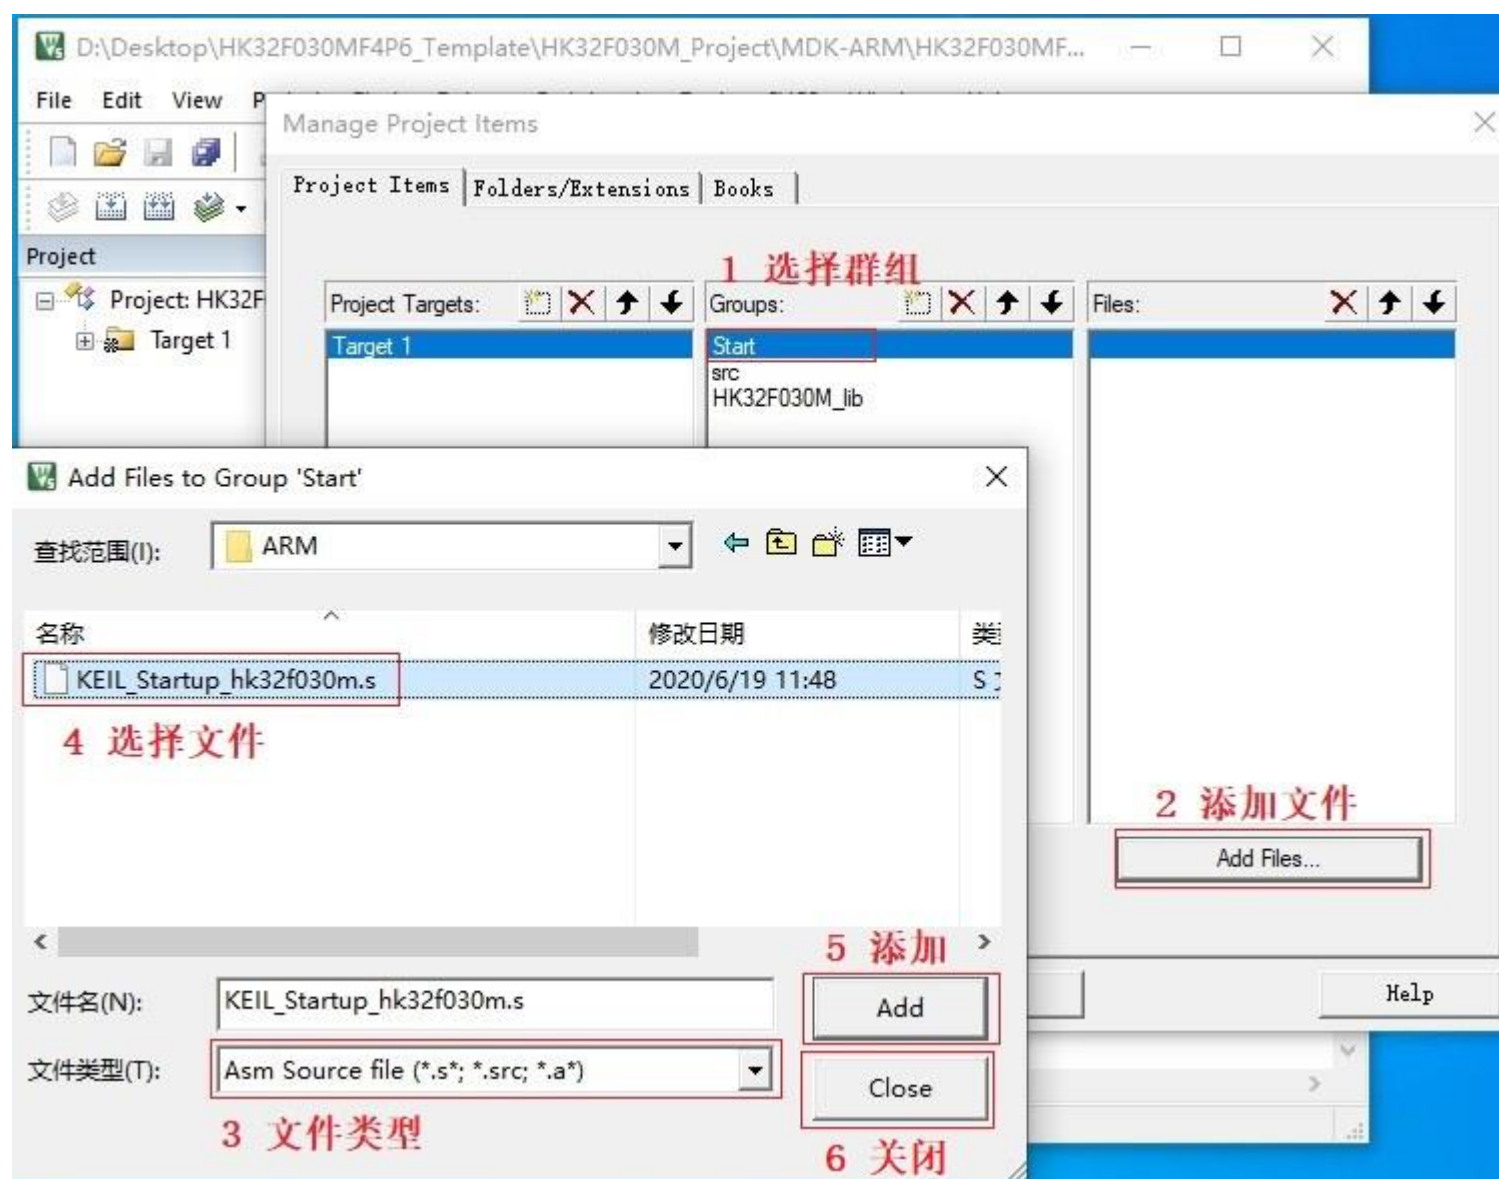 D:\Desktop\HK32F030MF4P6_Template\HK32F030M_Project\MDK-ARM\HK32F030MF...
File Edit View
Manage Project Items
Project Items Folders/Extensions Books
Project
1 选择群组
Project: HK32F
Project Targets: Groups: Files:
Target 1
Target 1 Start
src
HK32F030M_lib
Add Files to Group 'Start'
查找范围(I): ARM
名称 修改日期
KEIL_Startup_hk32f030m.s 2020/6/19 11:48 S
4 选择文件
2 添加文件
Add Files...
5 添加
文件名(N): KEIL_Startup_hk32f030m.s Add
Help
文件类型(T): Asm Source file (*.s*; *.src; *.a*)
Close
3 文件类型
6 关闭